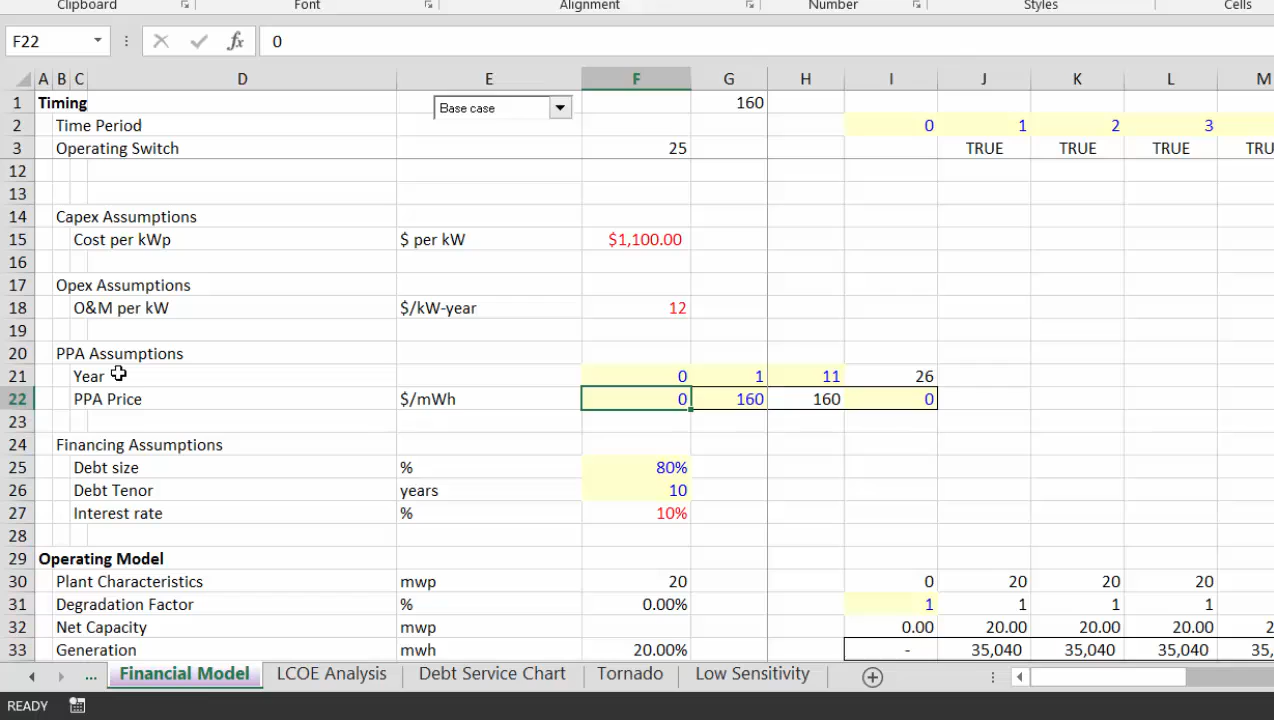 Clipboard Font Alignment Number Styles Cells
F22 fx 0
A B C D E F G H I J K L M
1 Timing Base case 160
2 Time Period 0 1 2 3
3 Operating Switch 25 TRUE TRUE TRUE TRU
12
13
14 Capex Assumptions
15 Cost per kWp $ per kW $1,100.00
16
17 Opex Assumptions
18 O&M per kW $/kW-year 12
19
20 PPA Assumptions
21 Year 0 1 11 26
22 PPA Price $/mWh 0 160 160 0
23
24 Financing Assumptions
25 Debt size % 80%
26 Debt Tenor years 10
27 Interest rate % 10%
28
29 Operating Model
30 Plant Characteristics mwp 20 0 20 20 20
31 Degradation Factor % 0.00% 1 1 1 1
32 Net Capacity mwp 0.00 20.00 20.00 20.00 2
33 Generation mwh 20.00% - 35,040 35,040 35,040 35,
... Financial Model LCOE Analysis Debt Service Chart Tornado Low Sensitivity
READY